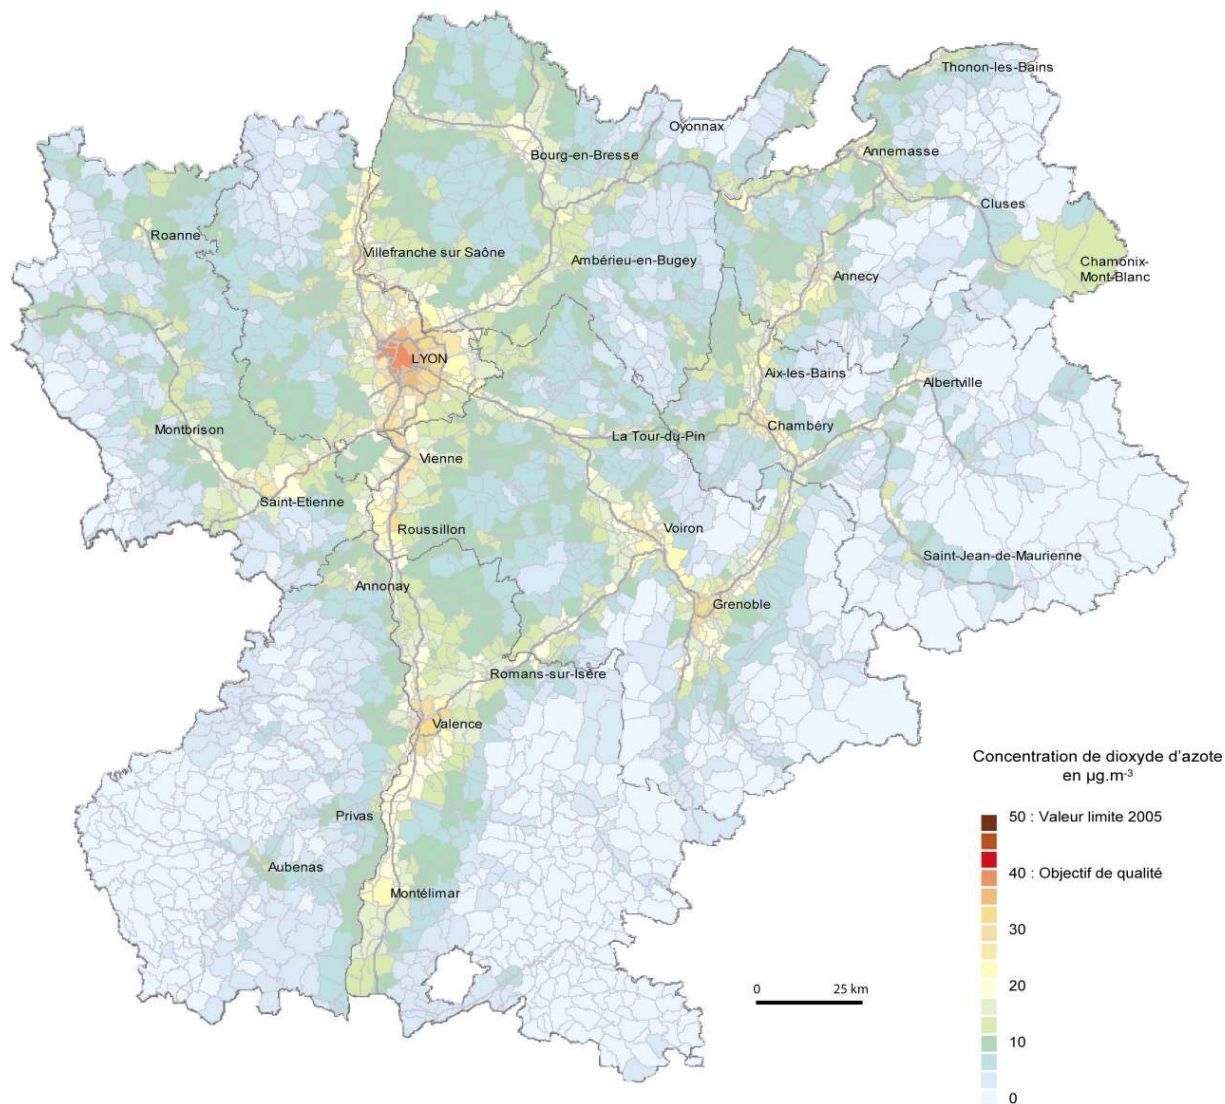 Thonon-les-Bains
Oyonnax
Bourg-en-Bresse
Annemasse
Cluses
Roanne
Villefranche sur Saône
Ambérieu-en-Bugey
Annecy
Chamonix-
Mont-Blanc
LYON
Aix-les-Bains
Albertville
Montbrison
La Tour-du-Pin
Chambéry
Vienne
Saint-Etienne
Roussillon
Voiron
Saint-Jean-de-Maurienne
Annonay
Grenoble
Romans-sur-Isère
Valence
Privas
Aubenas
Montélimar
0 25 km
Concentration de dioxyde d'azote
en µg.m-³
50 : Valeur limite 2005
40 : Objectif de qualité
30
20
10
0